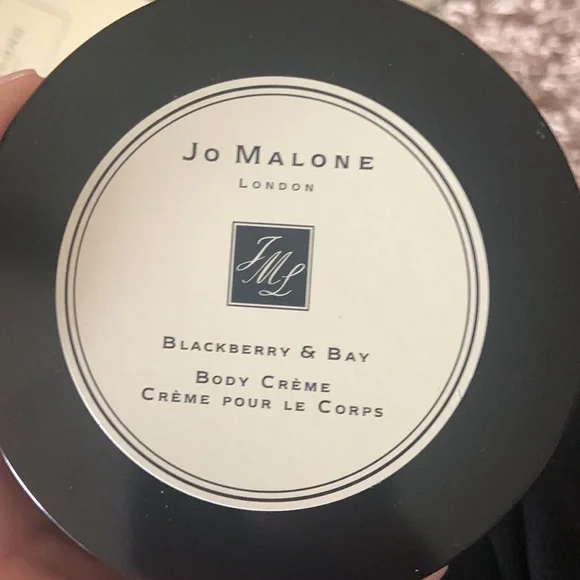 Jo Malone
London
JML
Blackberry & Bay
Body Crème
Crème pour le Corps